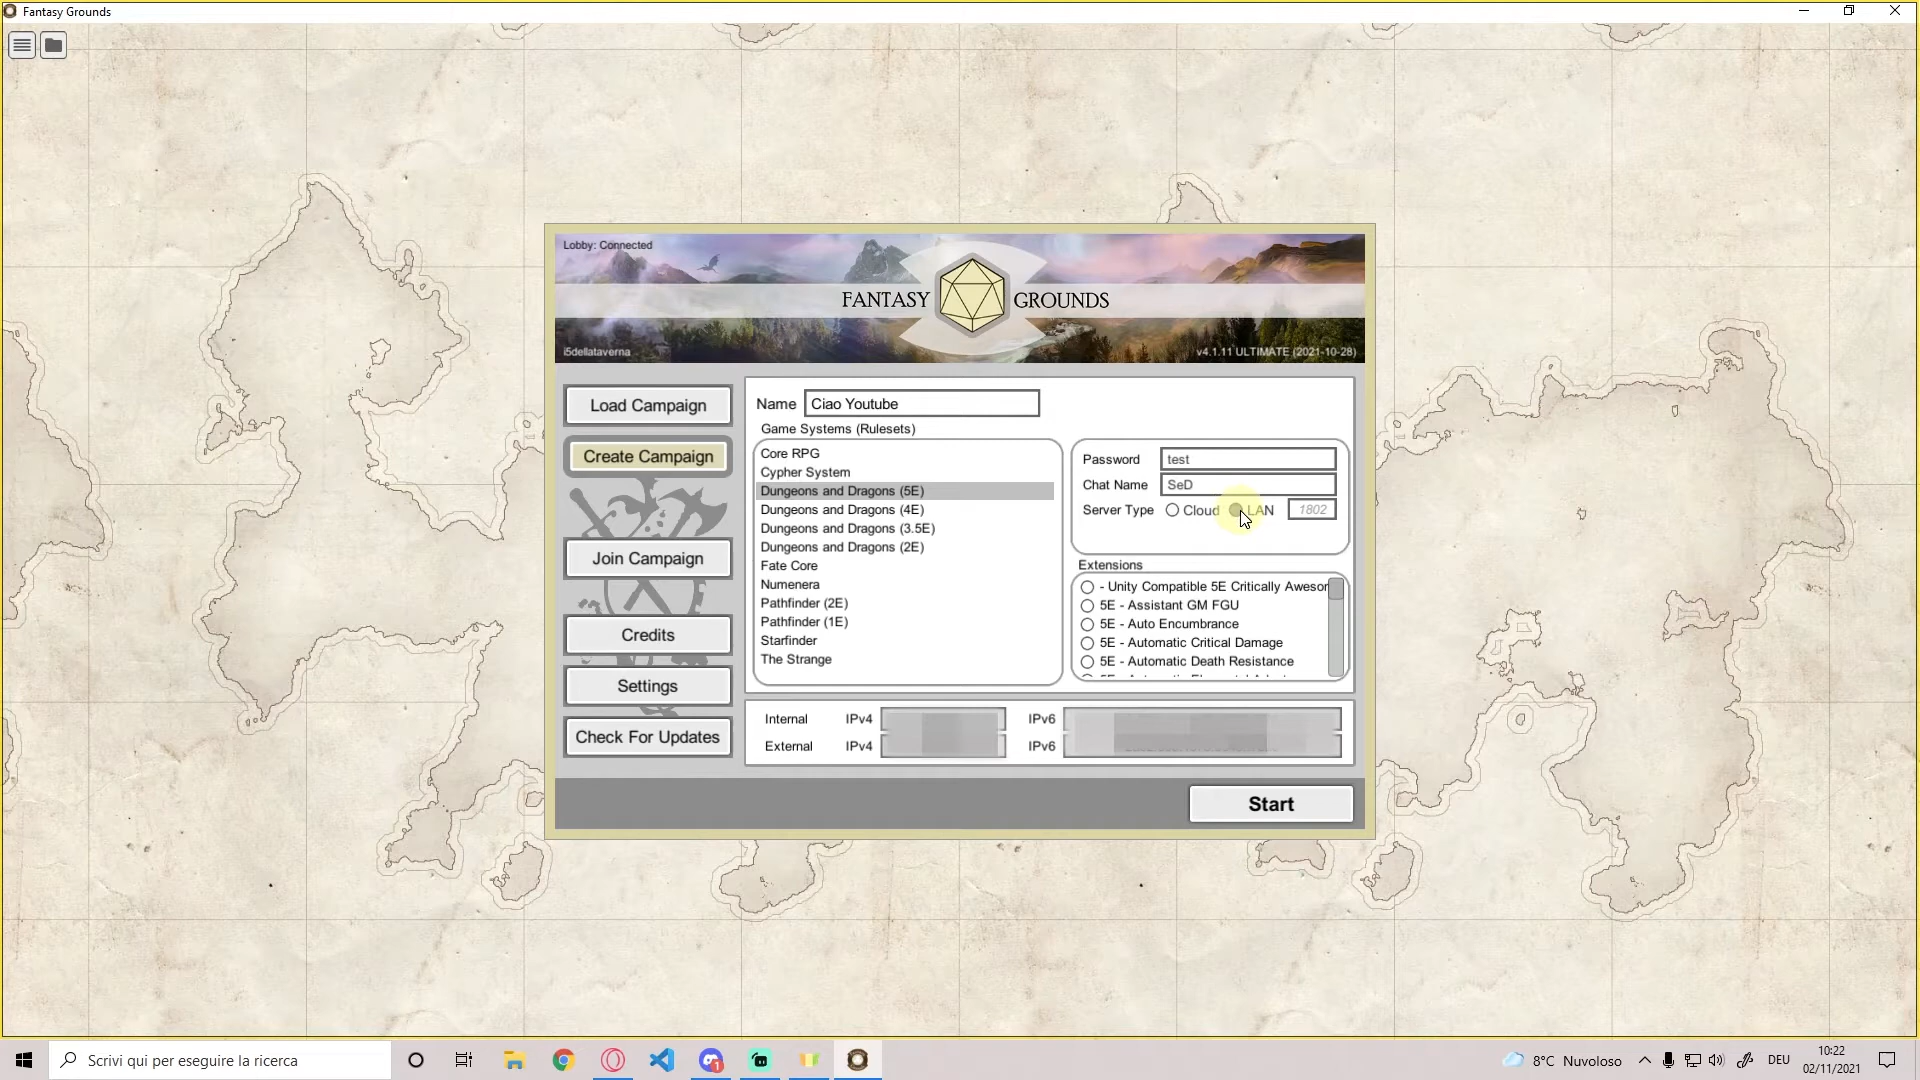 Fantasy Grounds
Lobby: Connected
FANTASY GROUNDS
i5dellataverna
v4.1.11 ULTIMATE (2021-10-28)
Load Campaign
Create Campaign
Join Campaign
Credits
Settings
Check For Updates
Name Ciao Youtube
Game Systems (Rulesets)
Core RPG
Cypher System
Dungeons and Dragons (5E)
Dungeons and Dragons (4E)
Dungeons and Dragons (3.5E)
Dungeons and Dragons (2E)
Fate Core
Numenera
Pathfinder (2E)
Pathfinder (1E)
Starfinder
The Strange
Password test
Chat Name SeD
Server Type Cloud LAN 1802
Extensions
- Unity Compatible 5E Critically Awesor
5E - Assistant GM FGU
5E - Auto Encumbrance
5E - Automatic Critical Damage
5E - Automatic Death Resistance
Internal IPv4 IPv6
External IPv4 IPv6
Start
Scrivi qui per eseguire la ricerca
8°C Nuvoloso
DEU
10:22
02/11/2021